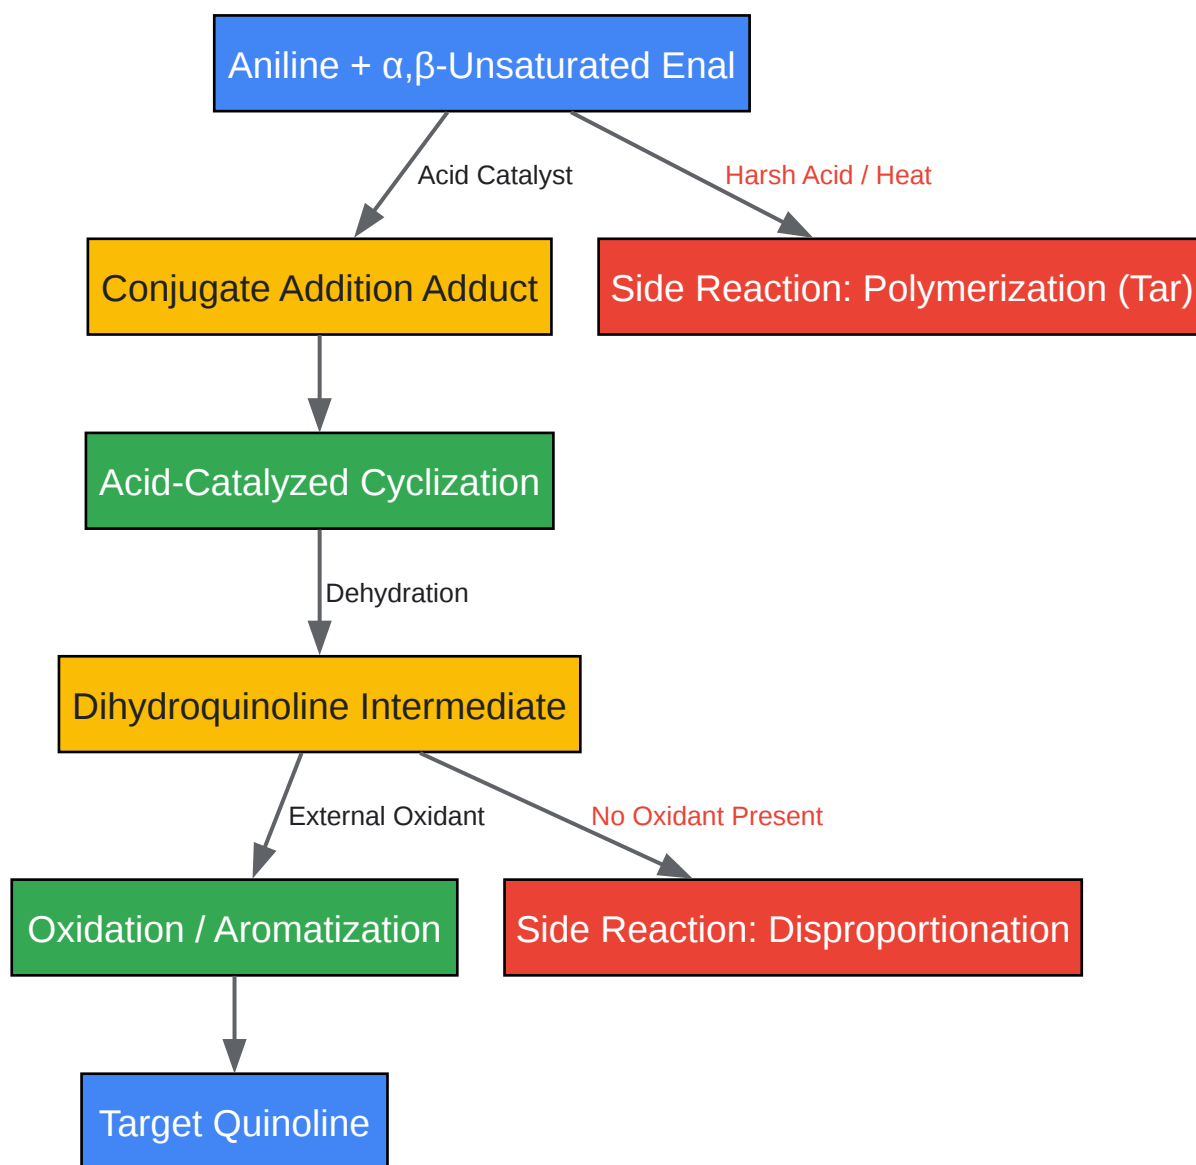 Aniline + α,β-Unsaturated Enal
Acid Catalyst
Harsh Acid / Heat
Conjugate Addition Adduct
Side Reaction: Polymerization (Tar)
Acid-Catalyzed Cyclization
Dehydration
Dihydroquinoline Intermediate
External Oxidant
No Oxidant Present
Oxidation / Aromatization
Side Reaction: Disproportionation
Target Quinoline